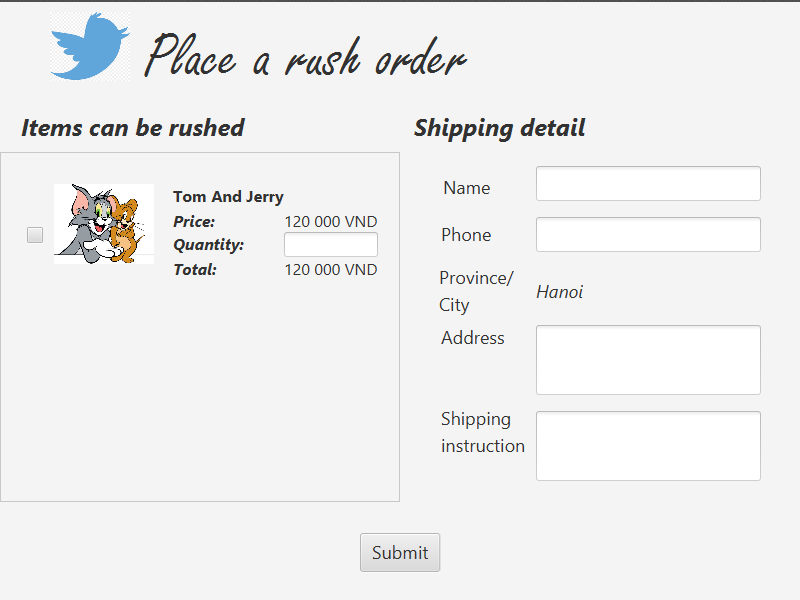 Place a rush order
Items can be rushed
Tom And Jerry
Price: 120 000 VND
Quantity:
Total: 120 000 VND
Shipping detail
Name
Phone
Province/
City
Hanoi
Address
Shipping
instruction
Submit